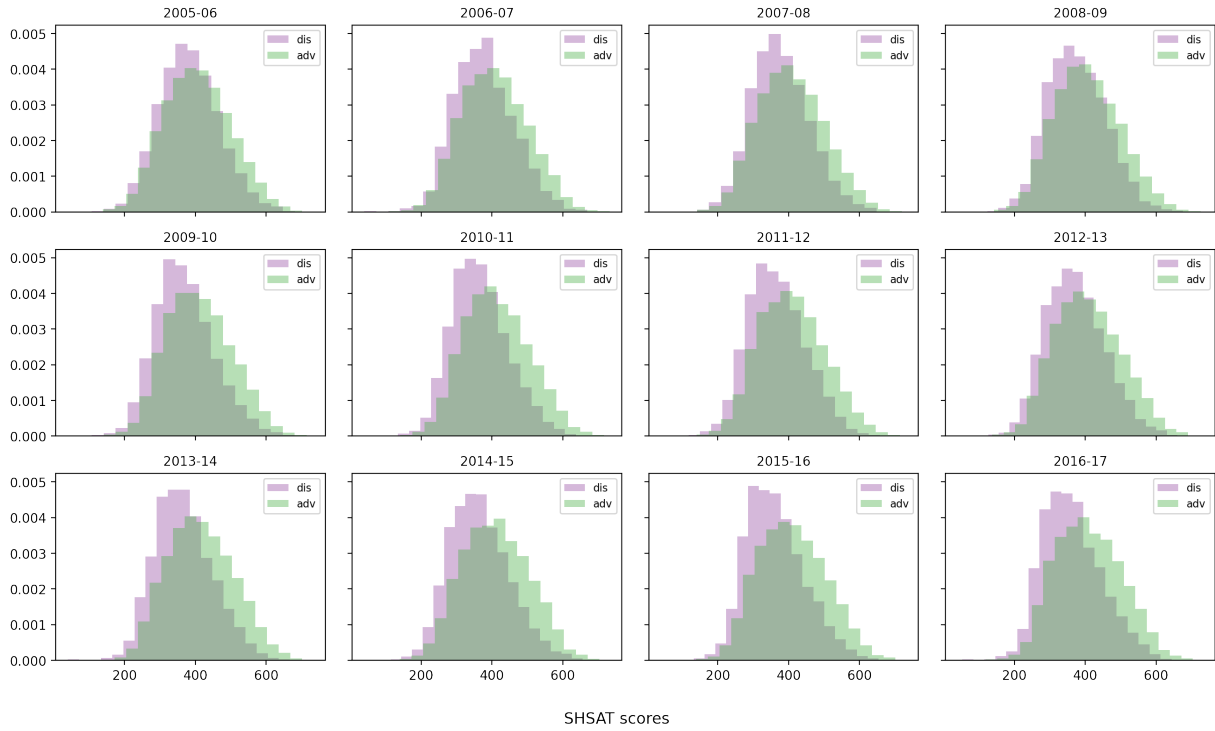 2005-06
2006-07
2007-08
2008-09
0.005
0.004
0.003
0.002
0.001
0.000
dis
adv
dis
adv
dis
adv
dis
adv
200
400
600
2009-10
2010-11
2011-12
2012-13
0.005
0.004
0.003
0.002
0.001
0.000
dis
adv
dis
adv
dis
adv
dis
adv
2013-14
2014-15
2015-16
2016-17
0.005
0.004
0.003
0.002
0.001
0.000
dis
adv
dis
adv
dis
adv
dis
adv
200 400 600 200 400 600 200 400 600 200 400 600
SHSAT scores